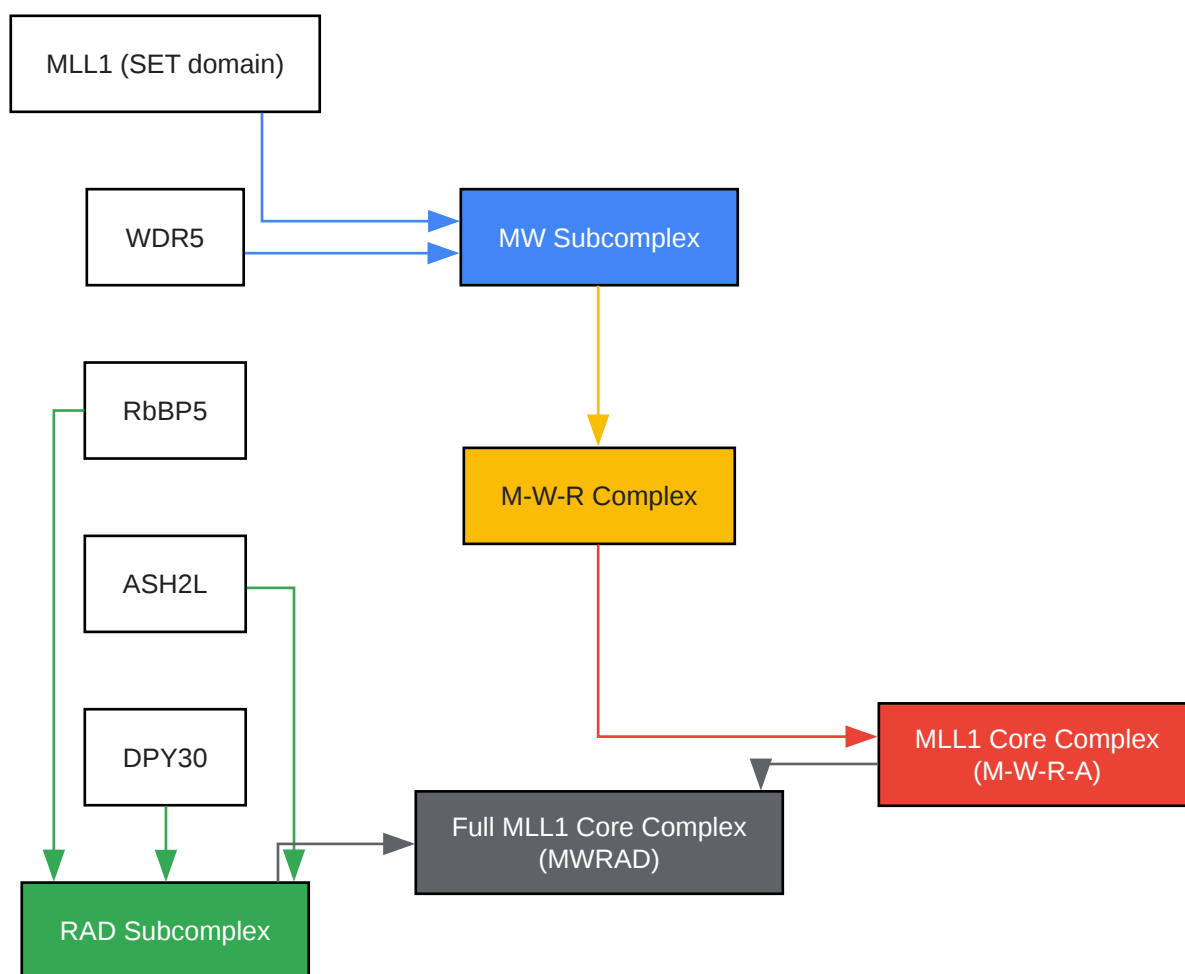 MLL1 (SET domain)
WDR5
MW Subcomplex
RbBP5
M-W-R Complex
ASH2L
DPY30
MLL1 Core Complex
(M-W-R-A)
Full MLL1 Core Complex
(MWRAD)
RAD Subcomplex